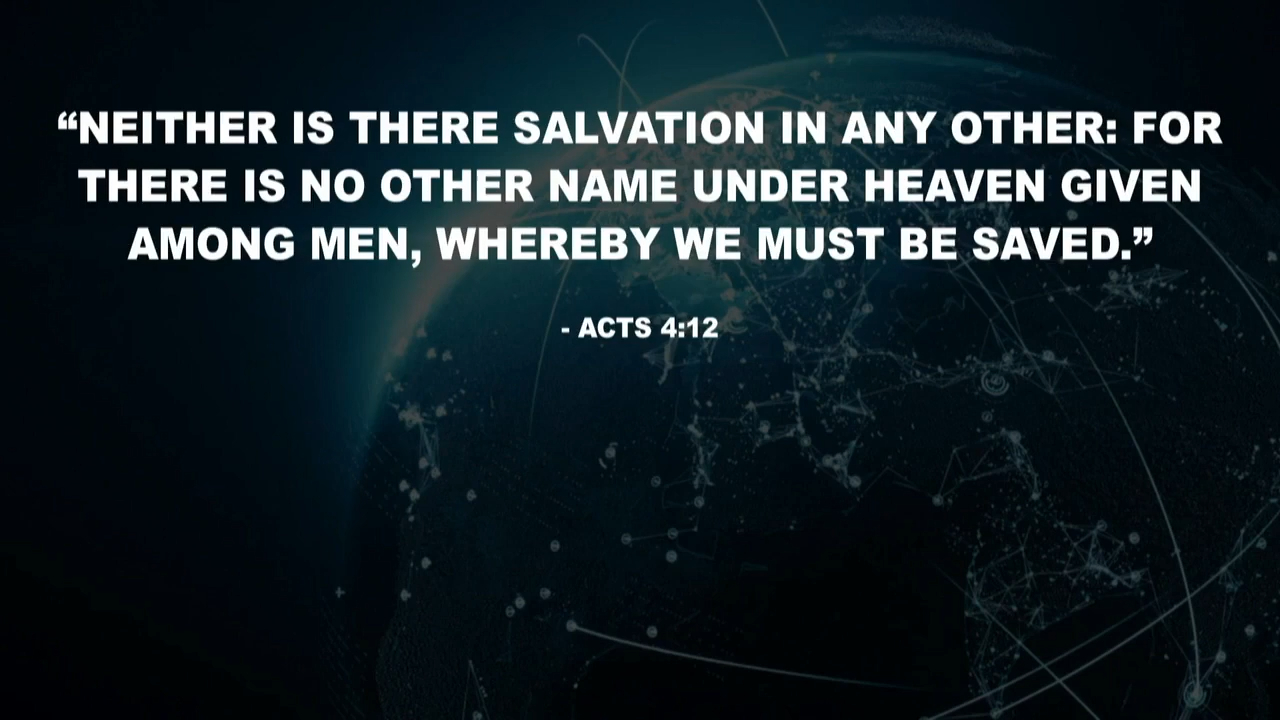 “NEITHER IS THERE SALVATION IN ANY OTHER: FOR
THERE IS NO OTHER NAME UNDER HEAVEN GIVEN
AMONG MEN, WHEREBY WE MUST BE SAVED.”
- ACTS 4:12